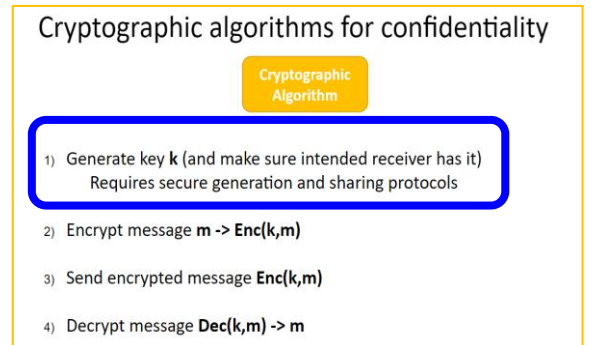 Cryptographic algorithms for confidentiality
Cryptographic
Algorithm
1) Generate key k (and make sure intended receiver has it)
Requires secure generation and sharing protocols
2) Encrypt message m -> Enc(k,m)
3) Send encrypted message Enc(k,m)
4) Decrypt message Dec(k,m) -> m